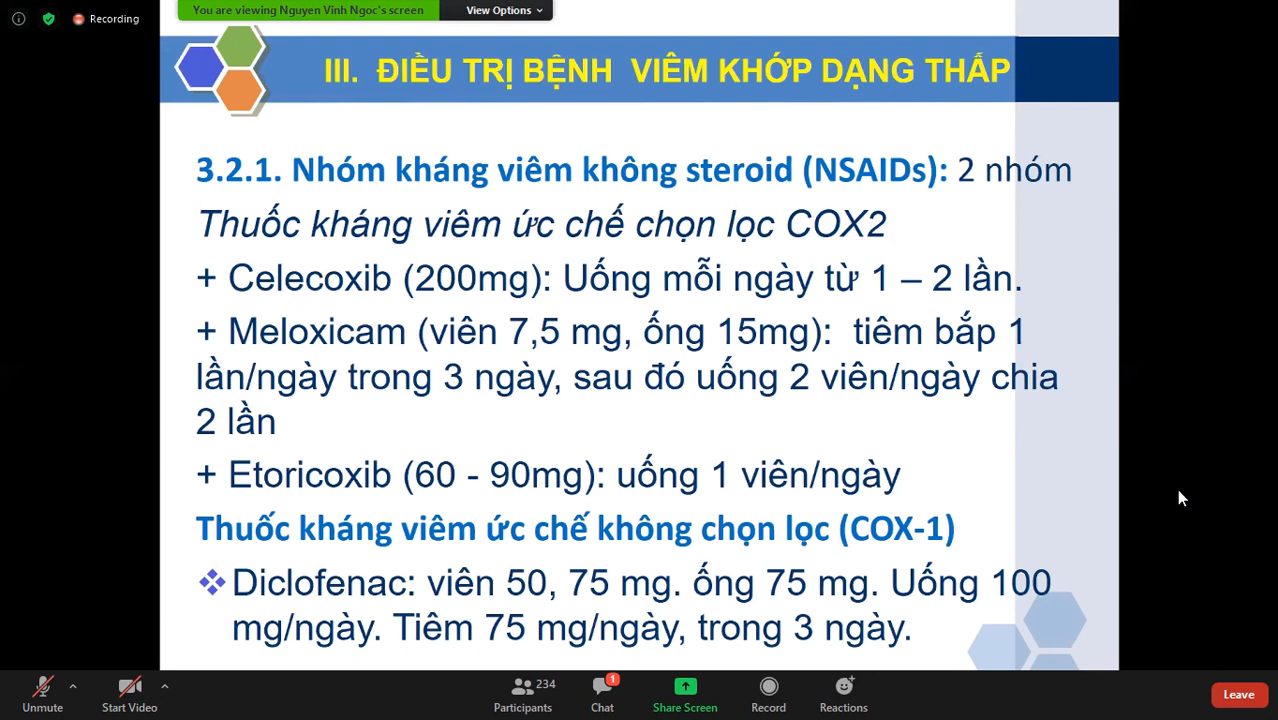 Recording
You are viewing Nguyen Vinh Ngoc's screen
View Options
III. ĐIỀU TRỊ BỆNH VIÊM KHỚP DẠNG THẤP
3.2.1. Nhóm kháng viêm không steroid (NSAIDs): 2 nhóm
Thuốc kháng viêm ức chế chọn lọc COX2
+ Celecoxib (200mg): Uống mỗi ngày từ 1 – 2 lần.
+ Meloxicam (viên 7,5 mg, ống 15mg): tiêm bắp 1
lần/ngày trong 3 ngày, sau đó uống 2 viên/ngày chia
2 lần
+ Etoricoxib (60 - 90mg): uống 1 viên/ngày
Thuốc kháng viêm ức chế không chọn lọc (COX-1)
❖ Diclofenac: viên 50, 75 mg. ống 75 mg. Uống 100
mg/ngày. Tiêm 75 mg/ngày, trong 3 ngày.
Unmute
Start Video
234
Participants
1
Chat
Share Screen
Record
Reactions
Leave